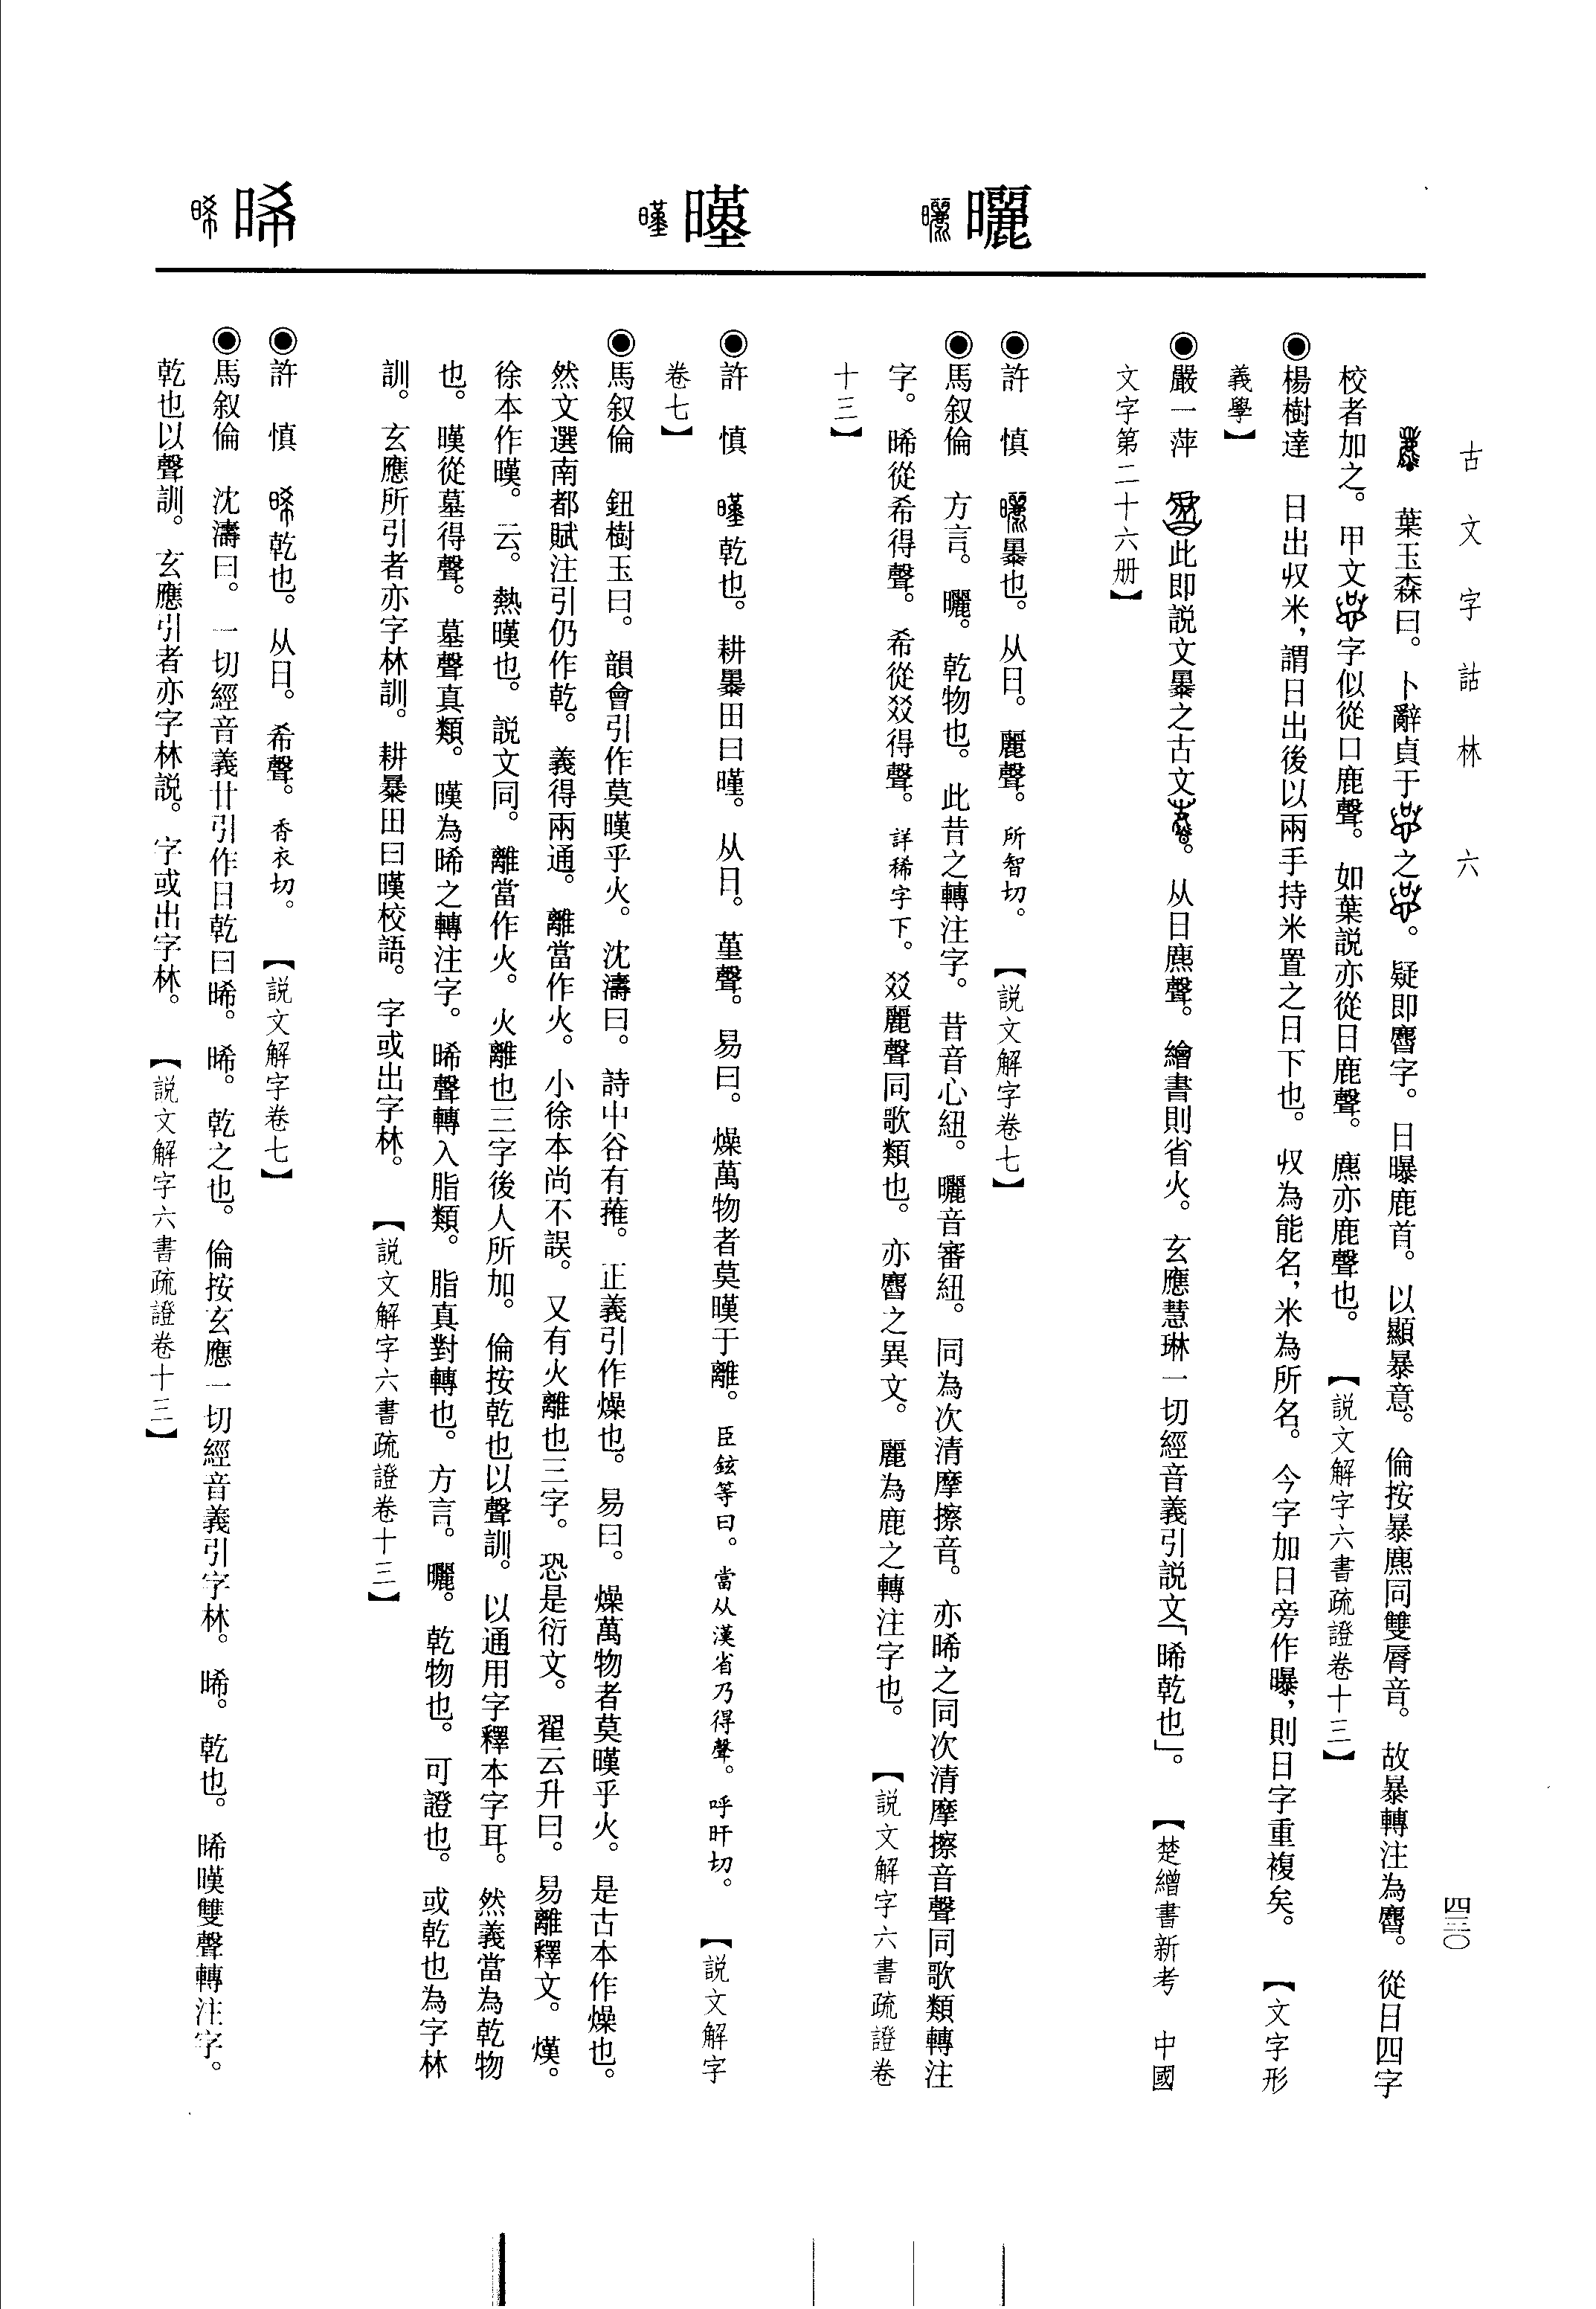 古文字詁林 六
四三〇
曬
暵
晞
葉玉森曰。卜辭貞于之。疑即㬥字。日曝鹿首。以顯暴意。倫按暴麃同雙脣音。故暴轉注為。從日四字
校者加之。甲文字似從口鹿聲。如葉説亦從日鹿聲。麃亦鹿聲也。【説文解字六書疏證卷十三】
◉楊樹達 日出収米，謂日出後以兩手持米置之日下也。収為能名，米為所名。今字加日旁作曝，則日字重複矣。【文字形
義學】
◉嚴一萍 此即説文暴之古文。从日麃聲。繪書則省火。玄應慧琳一切經音義引説文「晞乾也」。【楚繒書新考 中國
文字第二十六册】
◉許 慎 曬暴也。从日。麗聲。所智切。【説文解字卷七】
◉馬叙倫 方言。曬。乾物也。此昔之轉注字。昔音心紐。曬音審紐。同為次清摩擦音。亦晞之同次清摩擦音聲同歌類轉注
字。晞從希得聲。希從㸚得聲。詳稀字下。㸚麗聲同歌類也。亦之異文。麗為鹿之轉注字也。【説文解字六書疏證卷
十三】
◉許 慎 暵乾也。耕暴田曰暵。从日。堇聲。易曰。燥萬物者莫暵于離。臣鉉等曰。當从漢省乃得聲。呼旰切。【説文解字
卷七】
◉馬叙倫 鈕樹玉曰。韻會引作莫暵乎火。沈濤曰。詩中谷有蓷。正義引作燥也。易曰。燥萬物者莫暵乎火。是古本作燥也。
然文選南都賦注引仍作乾。義得兩通。離當作火。小徐本尚不誤。又有火離也三字。恐是衍文。翟云升曰。易離釋文。熯。
徐本作暵。云。熱暵也。説文同。離當作火。火離也三字後人所加。倫按乾也以聲訓。以通用字釋本字耳。然義當為乾物
也。暵從堇得聲。堇聲真類。暵為晞之轉注字。晞聲轉入脂類。脂真對轉也。方言。曬。乾物也。可證也。或乾也為字林
訓。玄應所引者亦字林訓。耕暴田曰暵校語。字或出字林。【説文解字六書疏證卷十三】
◉許 慎 晞乾也。从日。希聲。香衣切。【説文解字卷七】
◉馬叙倫 沈濤曰。一切經音義廿引作日乾曰晞。晞。乾之也。倫按玄應一切經音義引字林。晞。乾也。晞暵雙聲轉注字。
乾也以聲訓。玄應引者亦字林説。字或出字林。【説文解字六書疏證卷十三】